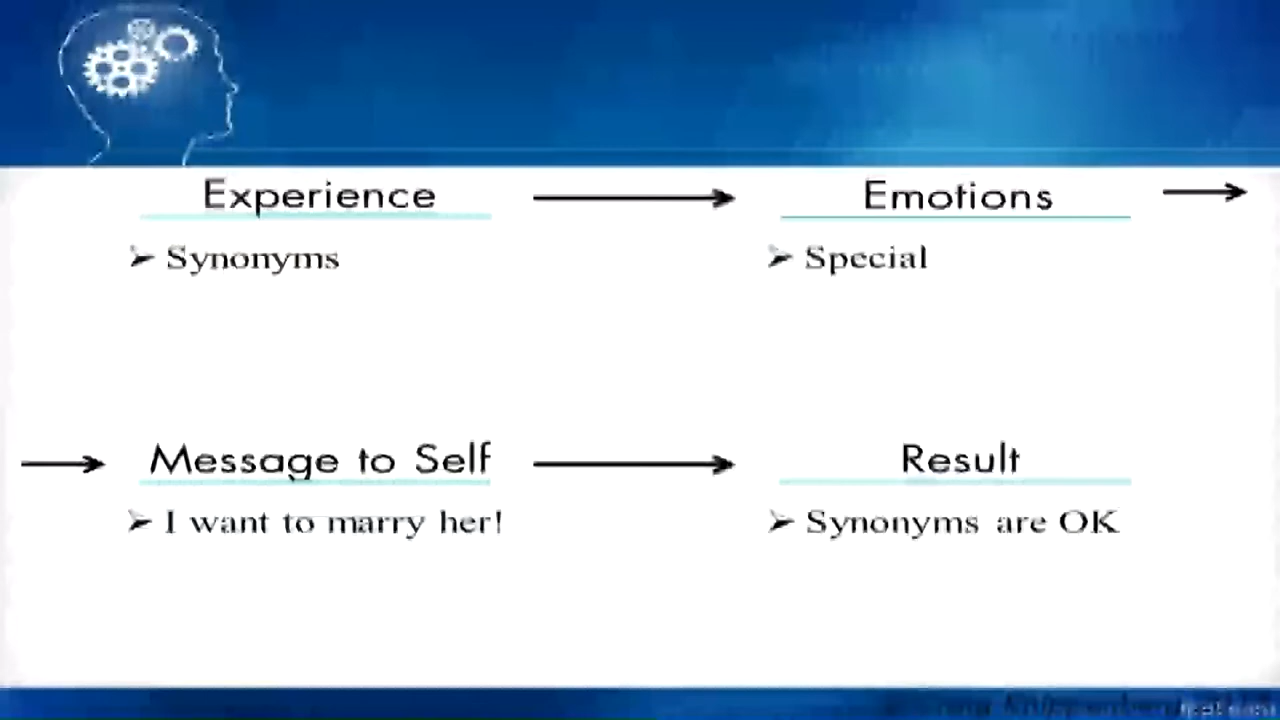 Experience
Emotions
➢ Synonyms
➢ Special
Message to Self
Result
➢ I want to marry her!
➢ Synonyms are OK